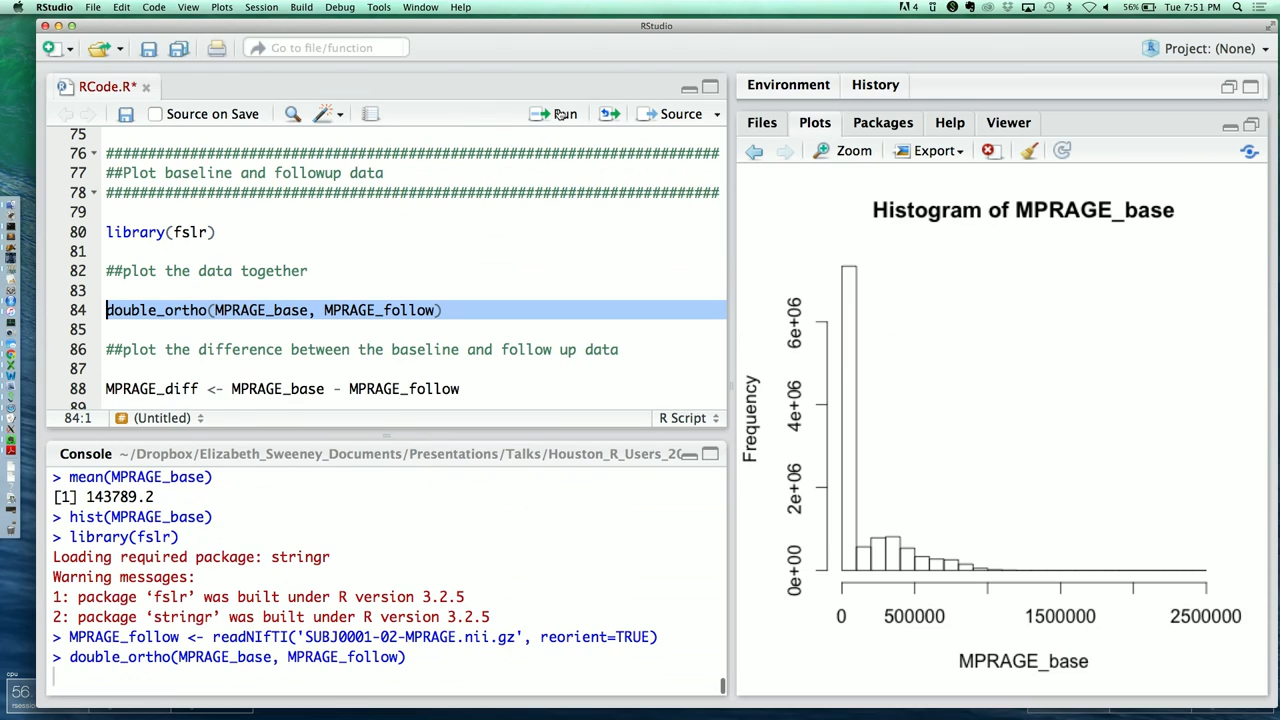 RStudio File Edit Code View Plots Session Build Debug Tools Window Help 4 56% Tue 7:51 PM
RStudio
Go to file/function Project: (None)
RCode.R* Environment History
Source on Save Run Source Files Plots Packages Help Viewer
Zoom Export
75
76 #########################################################################
77 ##Plot baseline and followup data
78 #########################################################################
79
80 library(fslr)
81
82 ##plot the data together
83
84 double_ortho(MPRAGE_base, MPRAGE_follow)
85
86 ##plot the difference between the baseline and follow up data
87
88 MPRAGE_diff <- MPRAGE_base - MPRAGE_follow
89
84:1 (Untitled) R Script
Console ~/Dropbox/Elizabeth_Sweeney_Documents/Presentations/Talks/Houston_R_Users_20
> mean(MPRAGE_base)
[1] 143789.2
> hist(MPRAGE_base)
> library(fslr)
Loading required package: stringr
Warning messages:
1: package ‘fslr’ was built under R version 3.2.5
2: package ‘stringr’ was built under R version 3.2.5
> MPRAGE_follow <- readNIfTI('SUBJ0001-02-MPRAGE.nii.gz', reorient=TRUE)
> double_ortho(MPRAGE_base, MPRAGE_follow)
Histogram of MPRAGE_base
Frequency
6e+06
4e+06
2e+06
0e+00
0 500000 1500000 2500000
MPRAGE_base
cpu
56